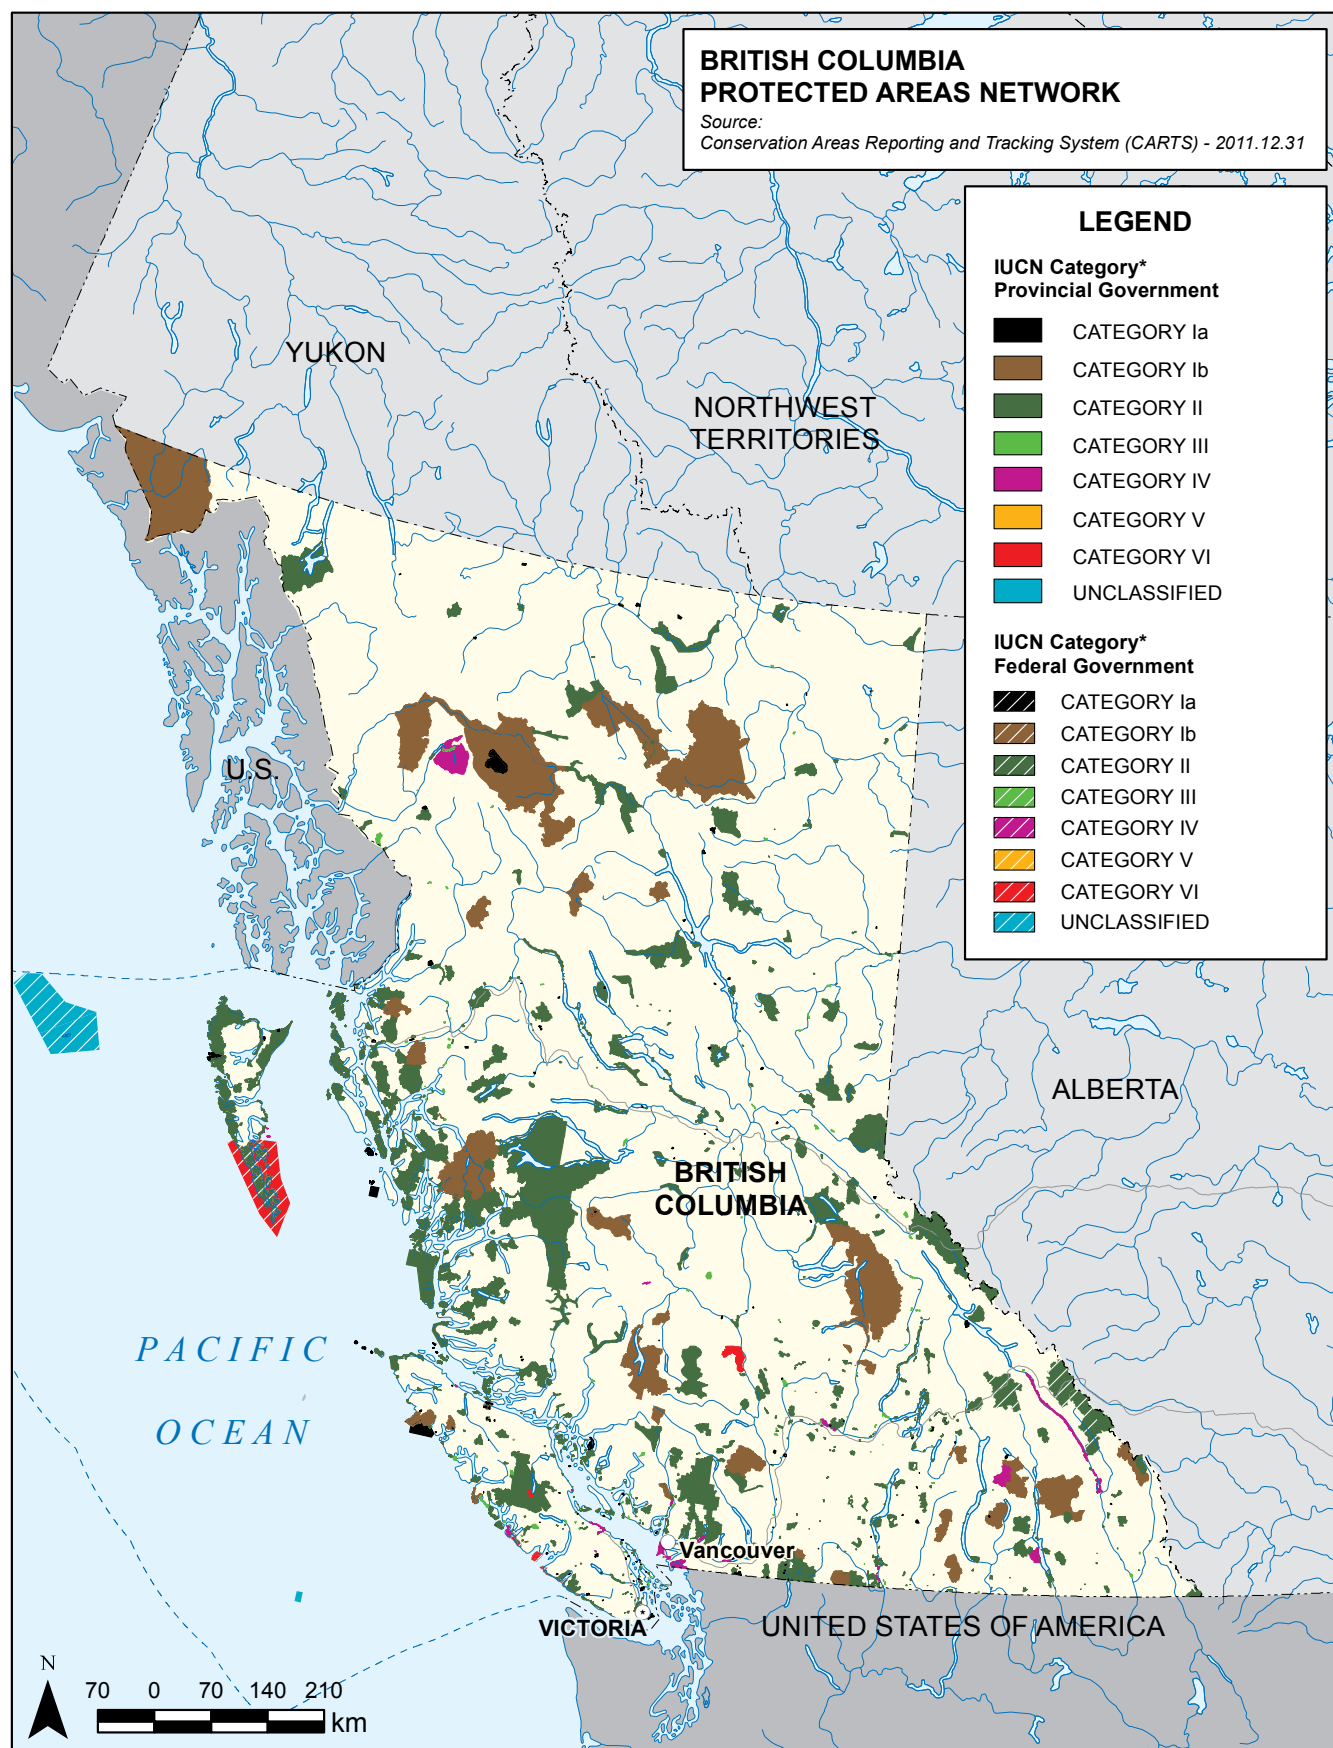 BRITISH COLUMBIA
PROTECTED AREAS NETWORK
Source:
Conservation Areas Reporting and Tracking System (CARTS) - 2011.12.31
LEGEND
IUCN Category*
Provincial Government
CATEGORY Ia
CATEGORY Ib
CATEGORY II
CATEGORY III
CATEGORY IV
CATEGORY V
CATEGORY VI
UNCLASSIFIED
IUCN Category*
Federal Government
CATEGORY Ia
CATEGORY Ib
CATEGORY II
CATEGORY III
CATEGORY IV
CATEGORY V
CATEGORY VI
UNCLASSIFIED
YUKON
NORTHWEST
TERRITORIES
U.S.
ALBERTA
BRITISH
COLUMBIA
PACIFIC
OCEAN
Vancouver
VICTORIA
UNITED STATES OF AMERICA
N
70 0 70 140 210
km